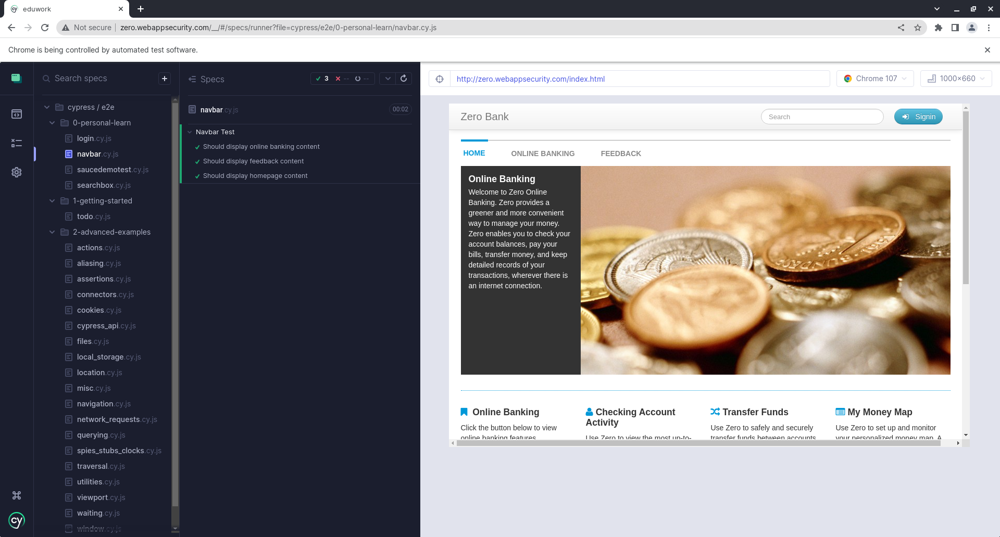 eduwork
Not secure
zero.webappsecurity.com/__/#/specs/runner?file=cypress/e2e/0-personal-learn/navbar.cy.js
Chrome is being controlled by automated test software.
Search specs
cypress / e2e
0-personal-learn
login.cy.js
navbar.cy.js
saucedemotest.cy.js
searchbox.cy.js
1-getting-started
todo.cy.js
2-advanced-examples
actions.cy.js
aliasing.cy.js
assertions.cy.js
connectors.cy.js
cookies.cy.js
cypress_api.cy.js
files.cy.js
local_storage.cy.js
location.cy.js
misc.cy.js
navigation.cy.js
network_requests.cy.js
querying.cy.js
spies_stubs_clocks.cy.js
traversal.cy.js
utilities.cy.js
viewport.cy.js
waiting.cy.js
window.cy.js
cy
Specs
3 -- --
navbar.cy.js
00:02
Navbar Test
Should display online banking content
Should display feedback content
Should display homepage content
http://zero.webappsecurity.com/index.html
Chrome 107
1000x660
Zero Bank
Search
Signin
HOME
ONLINE BANKING
FEEDBACK
Online Banking
Welcome to Zero Online
Banking. Zero provides a
greener and more convenient
way to manage your money.
Zero enables you to check your
account balances, pay your
bills, transfer money, and keep
detailed records of your
transactions, wherever there is
an internet connection.
Online Banking
Click the button below to view
online banking features
Checking Account
Activity
Use Zero to view the most up-to-
Transfer Funds
Use Zero to safely and securely
transfer funds between accounts
My Money Map
Use Zero to set up and monitor
your personalized money map. A